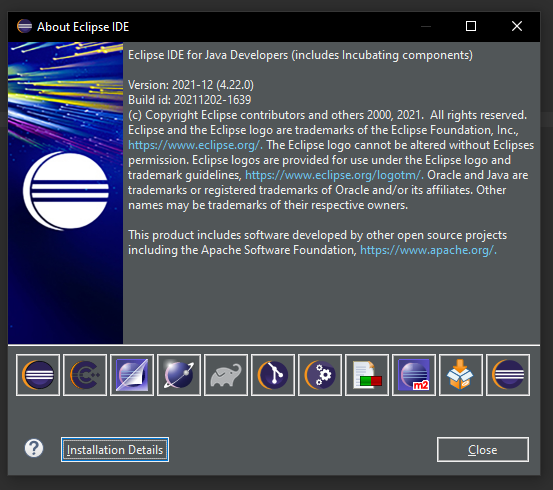 About Eclipse IDE
Eclipse IDE for Java Developers (includes Incubating components)
Version: 2021-12 (4.22.0)
Build id: 20211202-1639
(c) Copyright Eclipse contributors and others 2000, 2021.  All rights reserved.
Eclipse and the Eclipse logo are trademarks of the Eclipse Foundation, Inc.,
https://www.eclipse.org/. The Eclipse logo cannot be altered without Eclipses
permission. Eclipse logos are provided for use under the Eclipse logo and
trademark guidelines, https://www.eclipse.org/logotm/. Oracle and Java are
trademarks or registered trademarks of Oracle and/or its affiliates. Other
names may be trademarks of their respective owners.
This product includes software developed by other open source projects
including the Apache Software Foundation, https://www.apache.org/.
m2
?
Installation Details
Close